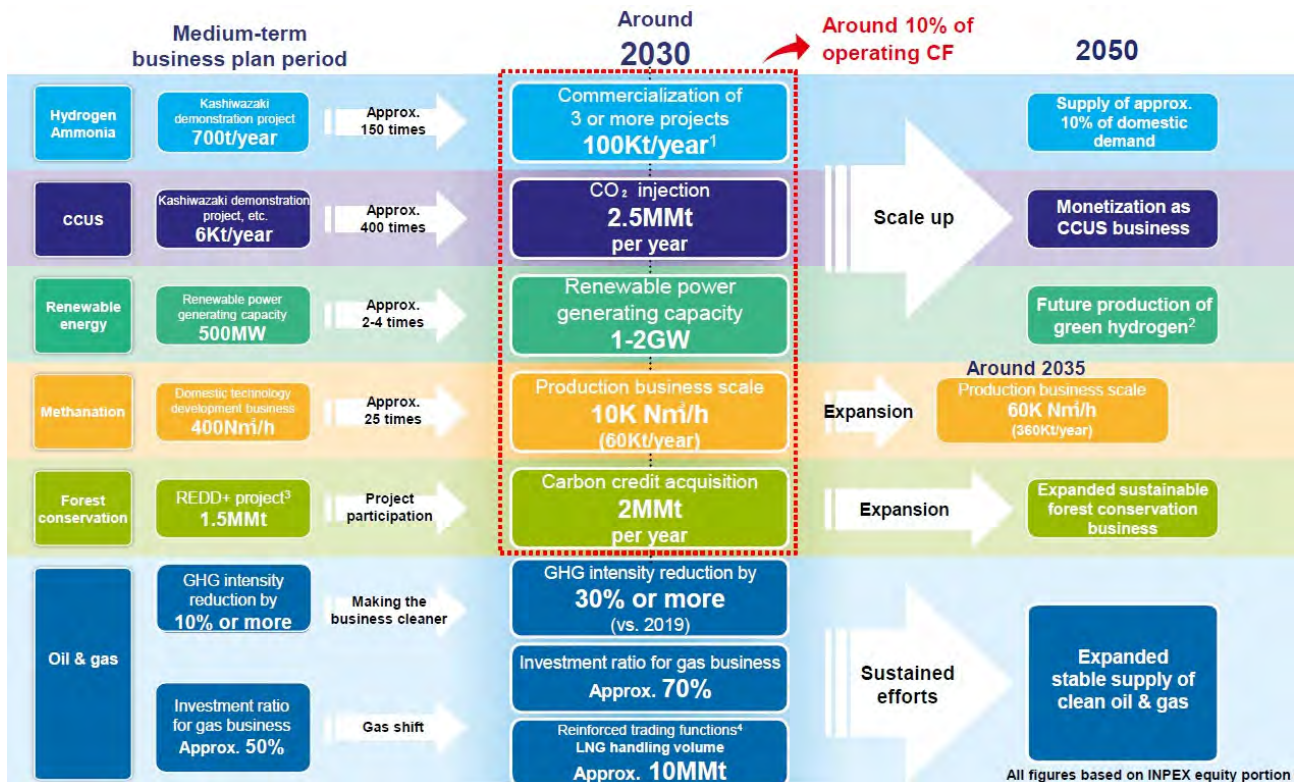 Medium-term
business plan period
Around
2030
Around 10% of
operating CF
2050
Hydrogen
Ammonia
Kashiwazaki
demonstration project
700t/year
Approx.
150 times
Commercialization of
3 or more projects
100Kt/year¹
Supply of approx.
10% of domestic
demand
CCUS
Kashiwazaki demonstration
project, etc.
6Kt/year
Approx.
400 times
CO₂ injection
2.5MMt
per year
Scale up
Monetization as
CCUS business
Renewable
energy
Renewable power
generating capacity
500MW
Approx.
2-4 times
Renewable power
generating capacity
1-2GW
Future production of
green hydrogen²
Methanation
Domestic technology
development business
400Nm³/h
Approx.
25 times
Production business scale
10K Nm³/h
(60Kt/year)
Expansion
Around 2035
Production business scale
60K Nm³/h
(360Kt/year)
Forest
conservation
REDD+ project³
1.5MMt
Project
participation
Carbon credit acquisition
2MMt
per year
Expansion
Expanded sustainable
forest conservation
business
Oil & gas
GHG intensity
reduction by
10% or more
Making the
business cleaner
GHG intensity reduction by
30% or more
(vs. 2019)
Investment ratio
for gas business
Approx. 50%
Gas shift
Investment ratio for gas business
Approx. 70%
Reinforced trading functions⁴
LNG handling volume
Approx. 10MMt
Sustained
efforts
Expanded
stable supply of
clean oil & gas
All figures based on INPEX equity portion